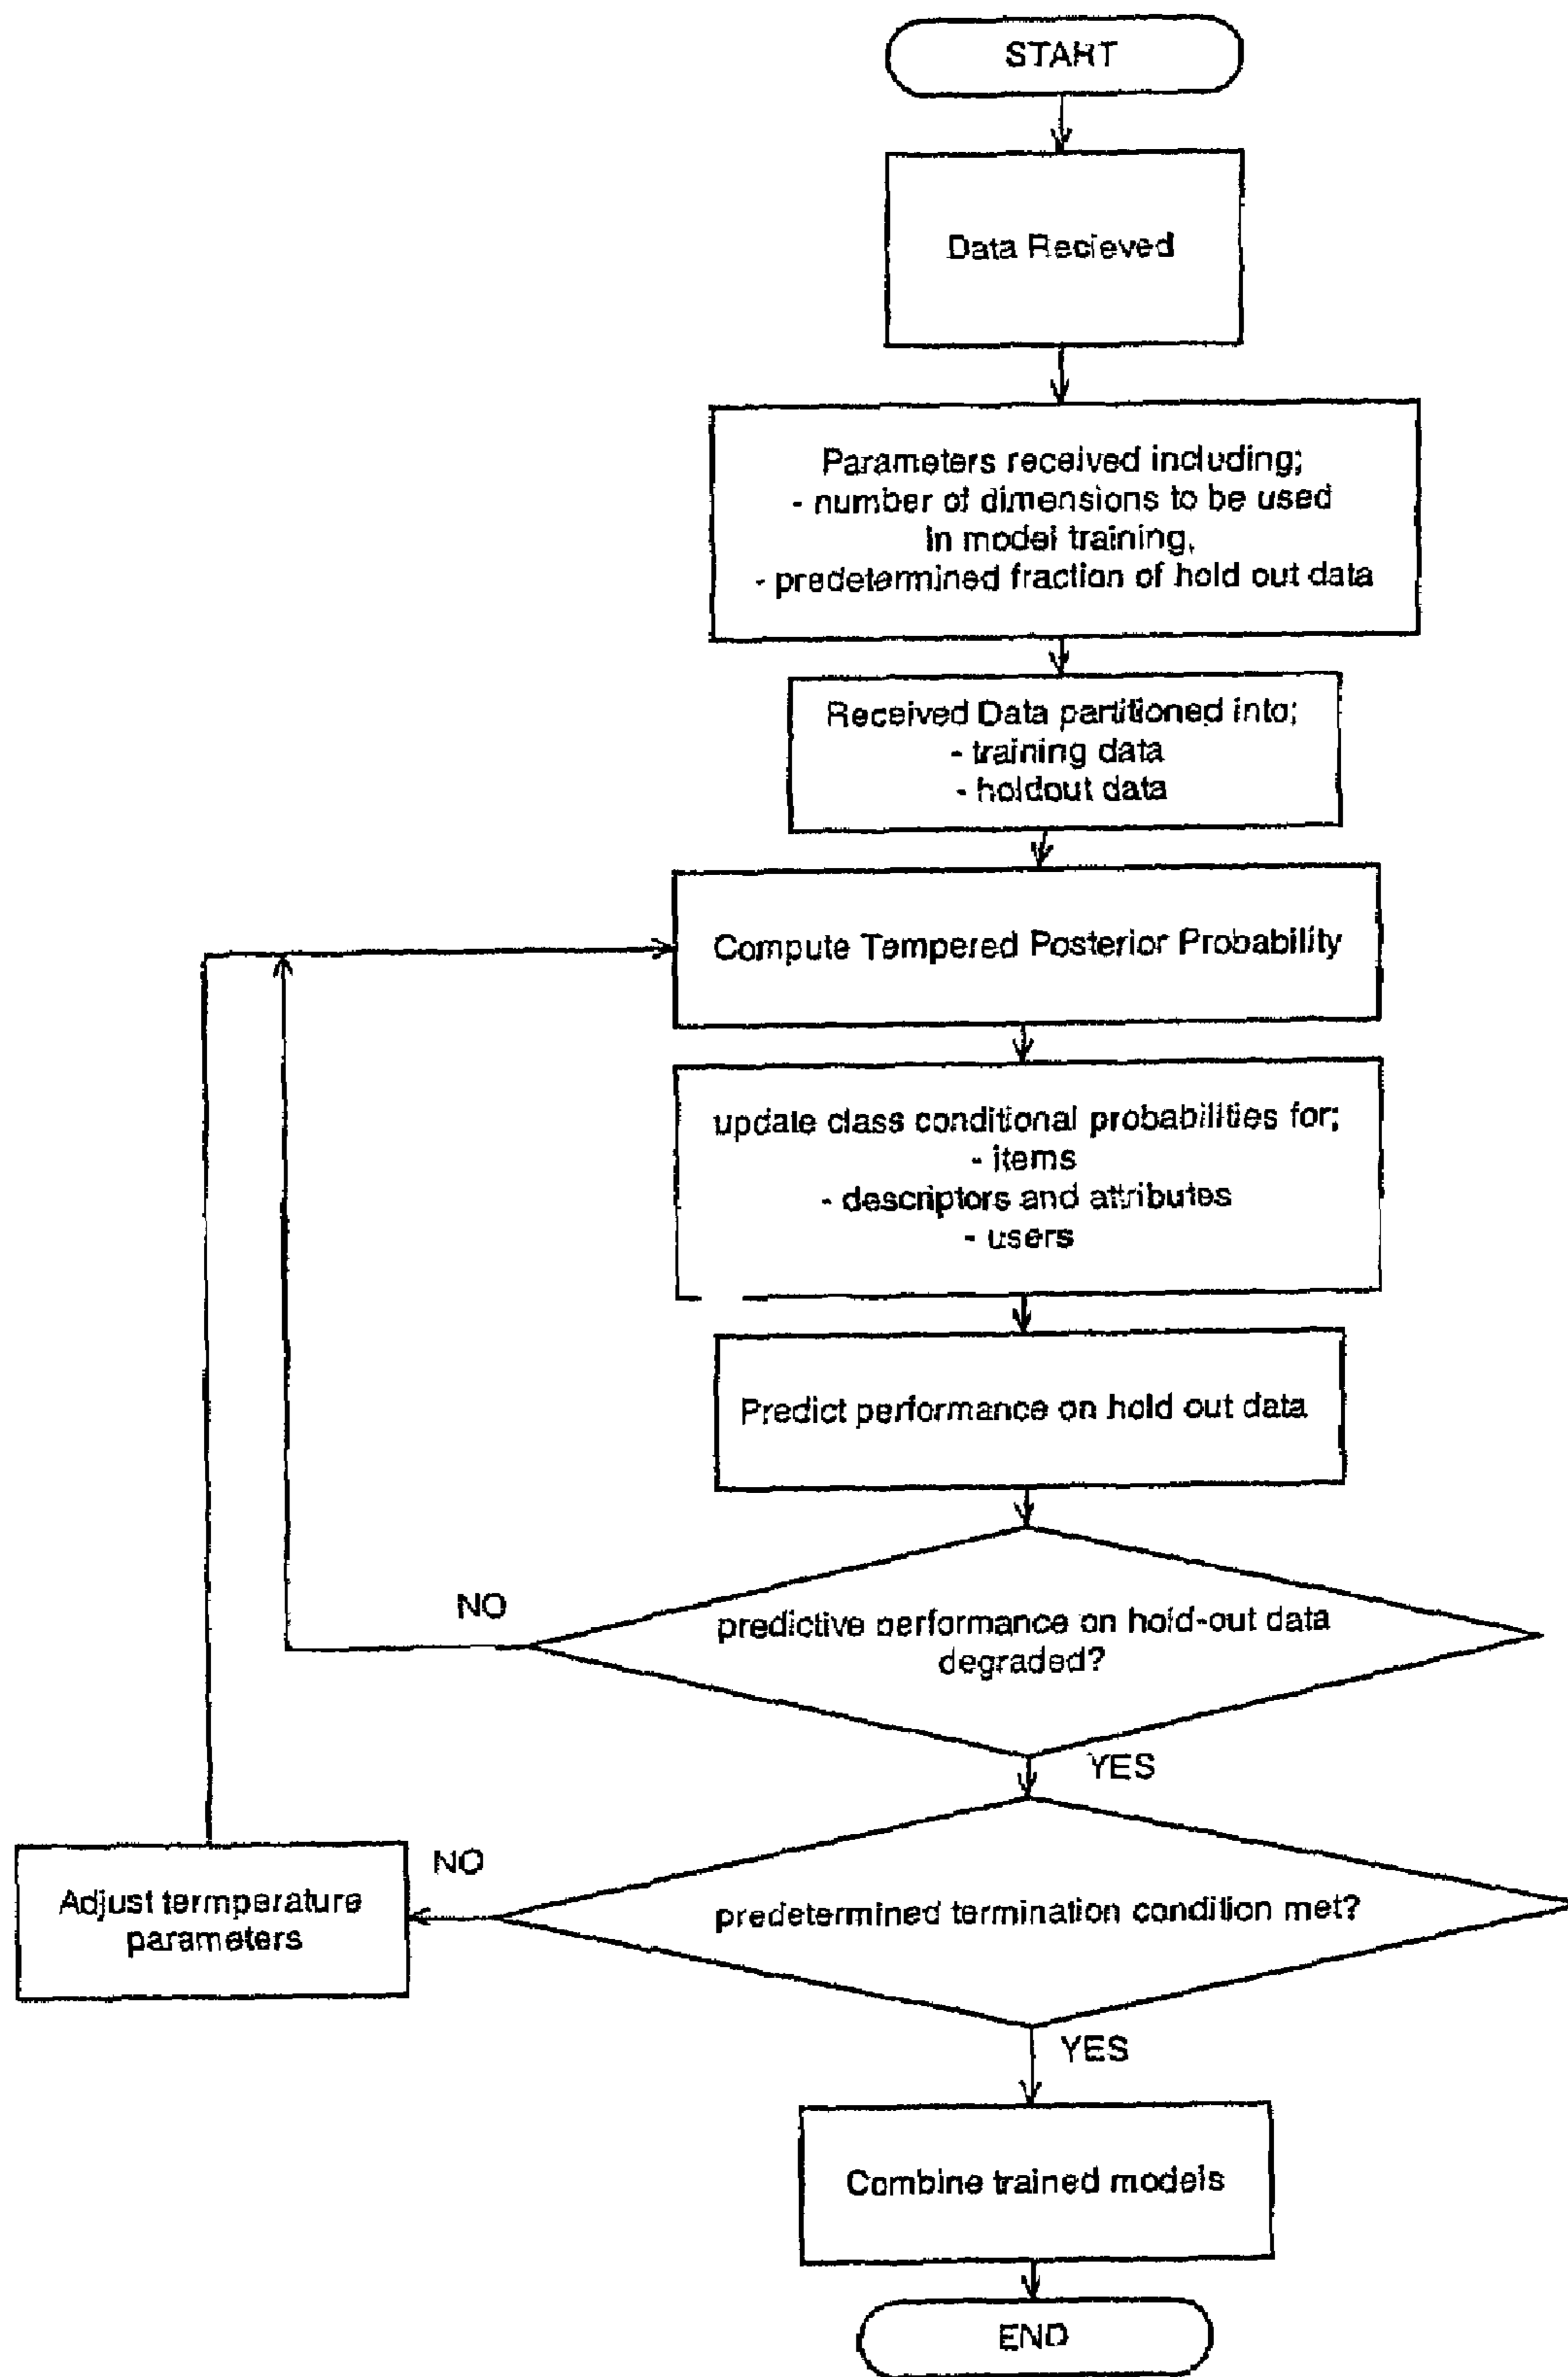 START
Data Recieved
Parameters received including;
- number of dimensions to be used
in model training,
- predetermined fraction of hold out data
Received Data partitioned into;
- training data
- holdout data
Compute Tempered Posterior Probability
update class conditional probabilities for;
- items
- descriptors and attributes
- users
Predict performance on hold out data
NO
predictive performance on hold-out data
degraded?
YES
NO
Adjust termperature
parameters
predetermined termination condition met?
YES
Combine trained models
END